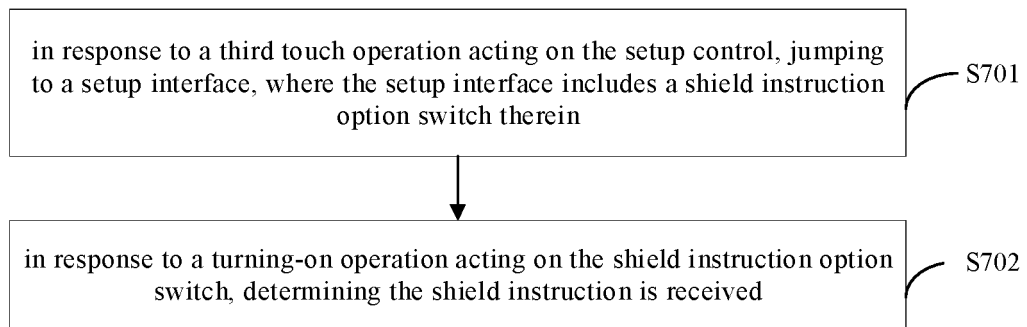 in response to a third touch operation acting on the setup control, jumping
to a setup interface, where the setup interface includes a shield instruction
option switch therein
S701
in response to a turning-on operation acting on the shield instruction option
switch, determining the shield instruction is received
S702